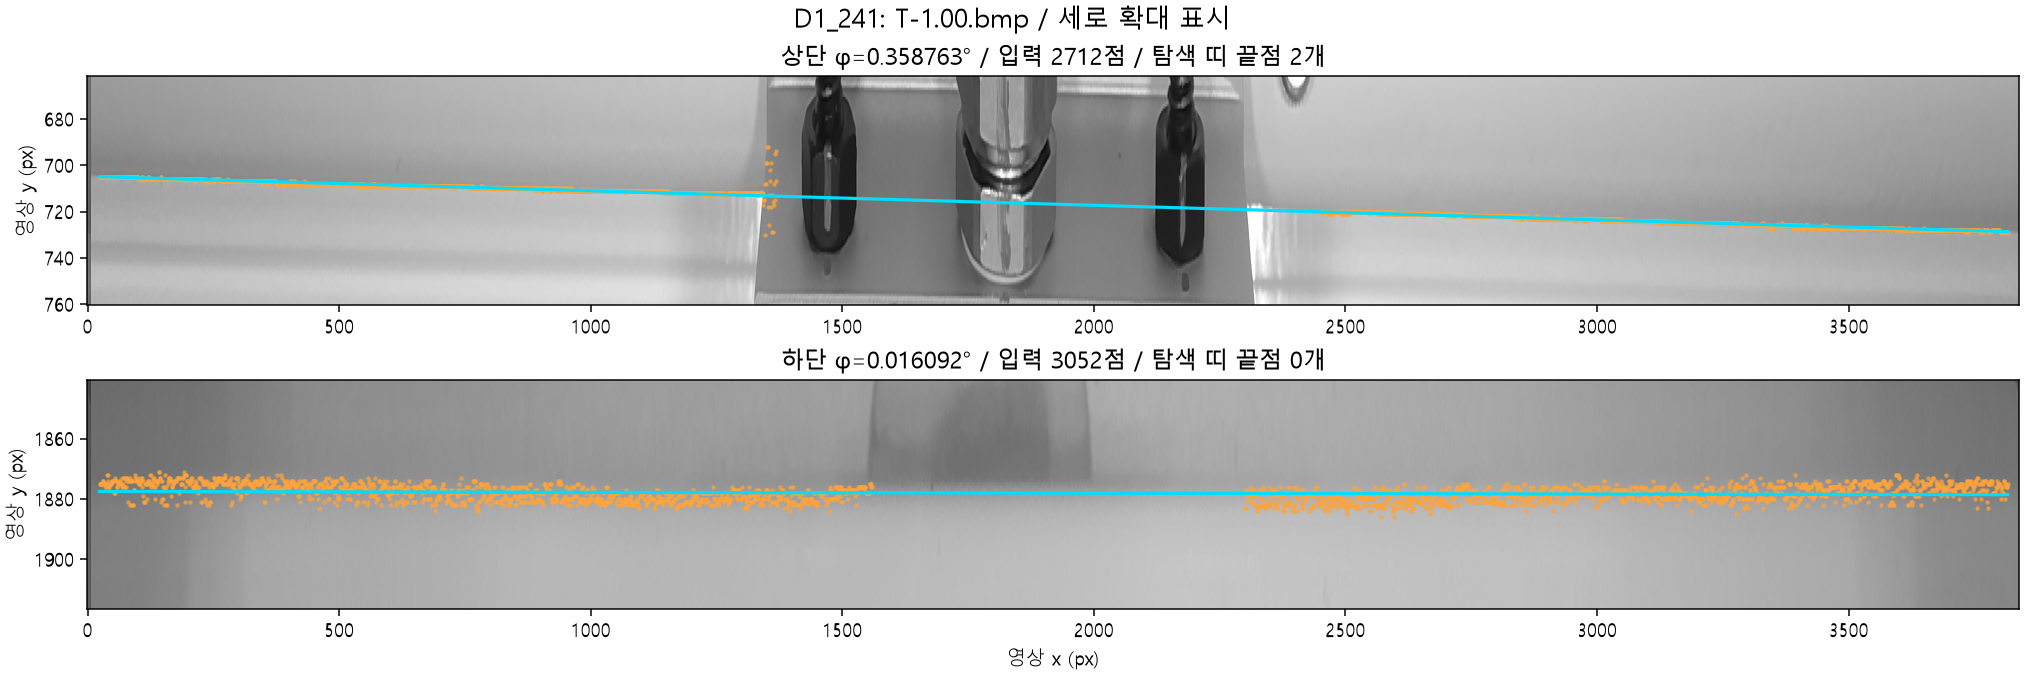 D1_241: T-1.00.bmp / 세로 확대 표시
상단 φ=0.358763° / 입력 2712점 / 탐색 띠 끝점 2개
영상 y (px)
680
700
720
740
760
0 500 1000 1500 2000 2500 3000 3500
하단 φ=0.016092° / 입력 3052점 / 탐색 띠 끝점 0개
영상 y (px)
1860
1880
1900
0 500 1000 1500 2000 2500 3000 3500
영상 x (px)